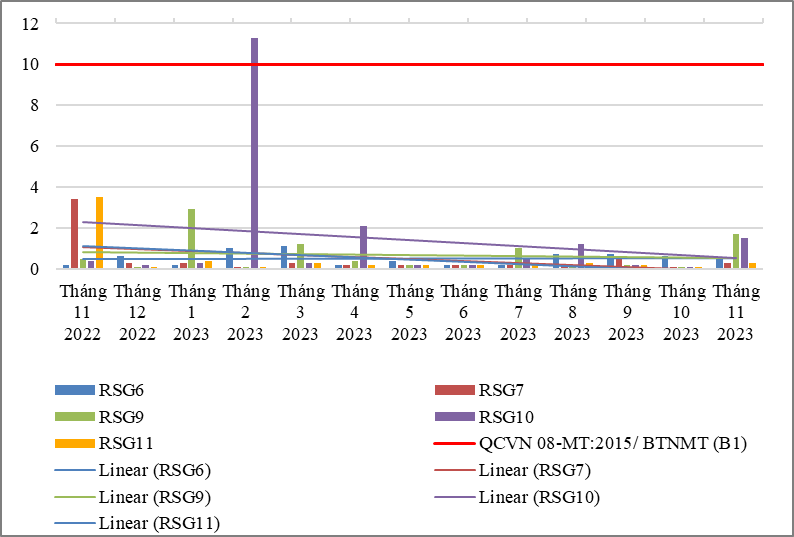 12
10
8
6
4
2
0
Tháng Tháng Tháng Tháng Tháng Tháng Tháng Tháng Tháng Tháng Tháng Tháng Tháng
11 12 1 2 3 4 5 6 7 8 9 10 11
2022 2022 2023 2023 2023 2023 2023 2023 2023 2023 2023 2023 2023
RSG6 RSG7
RSG9 RSG10
RSG11 QCVN 08-MT:2015/ BTNMT (B1)
Linear (RSG6) Linear (RSG7)
Linear (RSG9) Linear (RSG10)
Linear (RSG11)